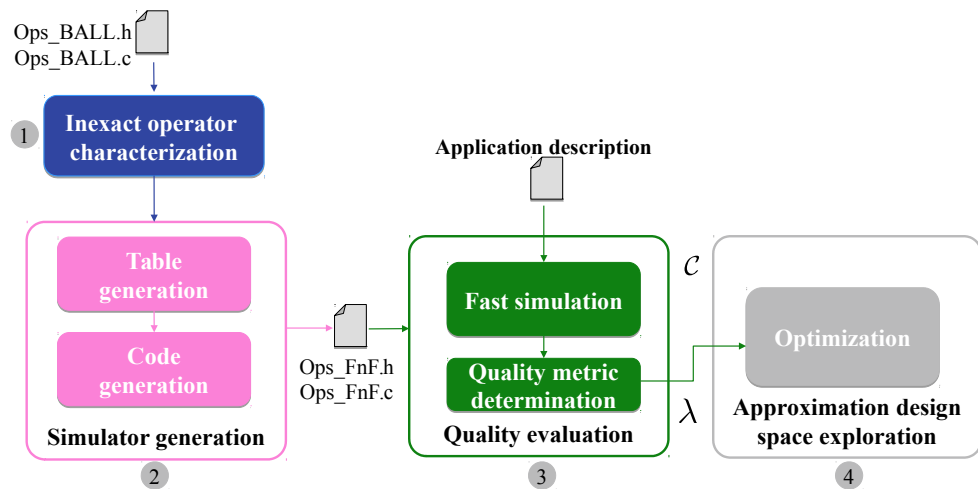 Ops_BALL.h
Ops_BALL.c
1
Inexact operator
characterization
Application description
Table
generation
Code
generation
Simulator generation
2
Ops_FnF.h
Ops_FnF.c
Fast simulation
Quality metric
determination
Quality evaluation
3
C
λ
Optimization
Approximation design
space exploration
4